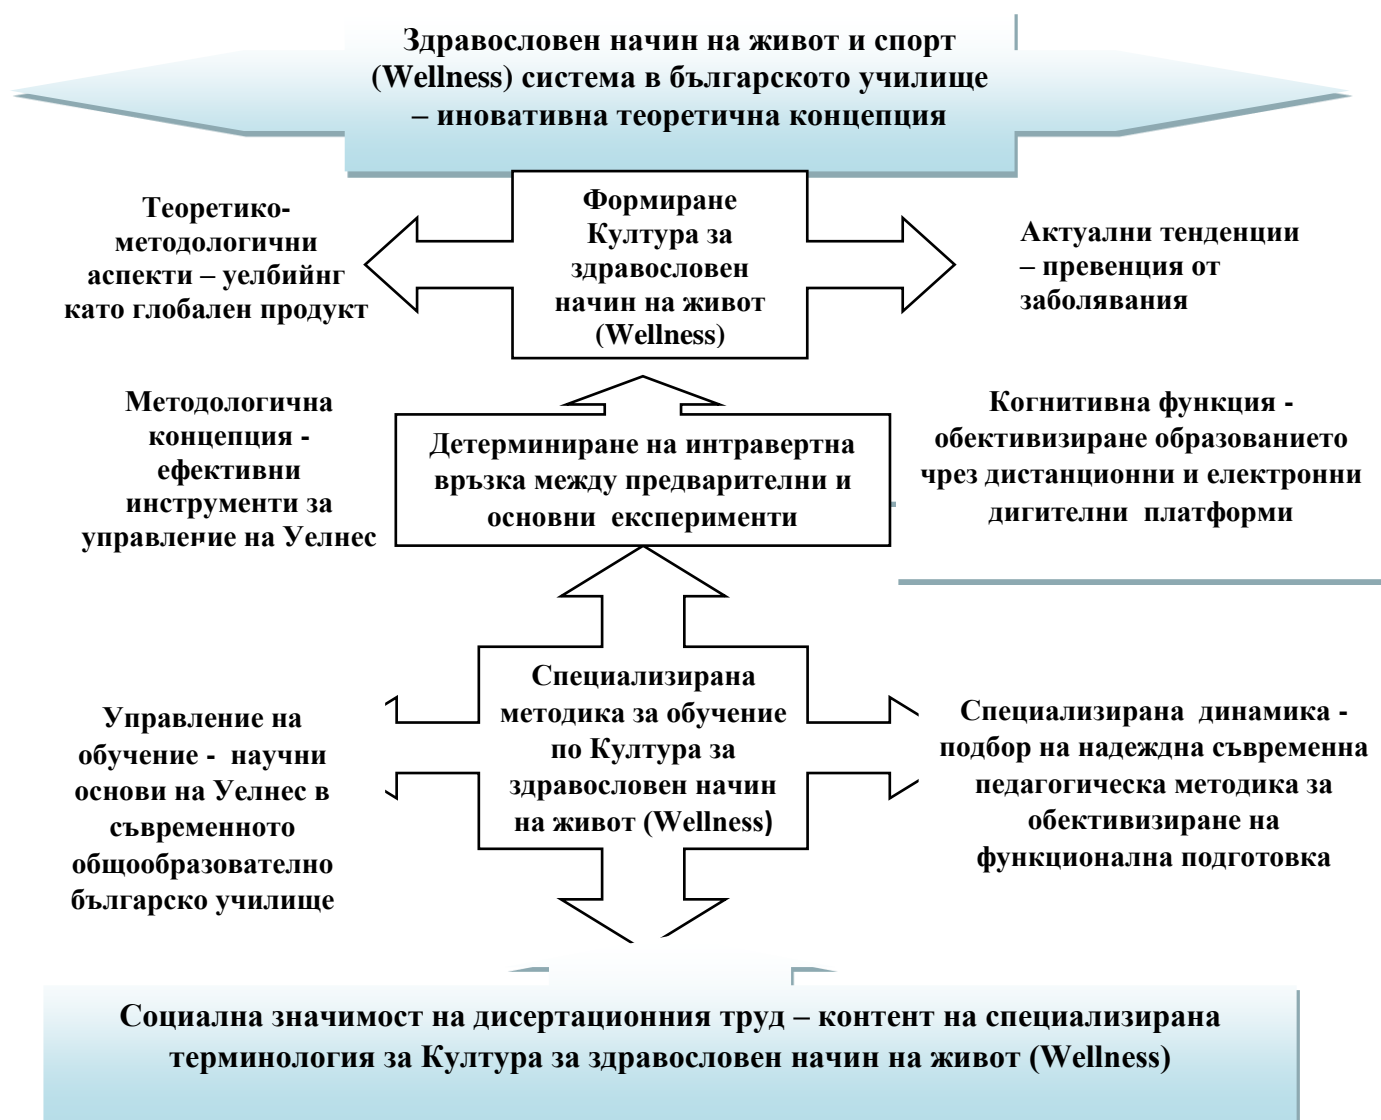 Здравословен начин на живот и спорт
(Wellness) система в българското училище
– иновативна теоретична концепция
Теоретико-
методологични
аспекти – уелбийнг
като глобален продукт
Формиране
Култура за
здравословен
начин на живот
(Wellness)
Актуални тенденции
– превенция от
заболявания
Методологична
концепция -
ефективни
инструменти за
управление на Уелнес
Детерминиране на интравертна
връзка между предварителни и
основни експерименти
Когнитивна функция -
обективизиране образованието
чрез дистанционни и електронни
дигителни платформи
Управление на
обучение - научни
основи на Уелнес в
съвременното
общообразователно
българско училище
Специализирана
методика за обучение
по Култура за
здравословен начин
на живот (Wellness)
Специализирана динамика -
подбор на надеждна съвременна
педагогическа методика за
обективизиране на
функционална подготовка
Социална значимост на дисертационния труд – контент на специализирана
терминология за Култура за здравословен начин на живот (Wellness)